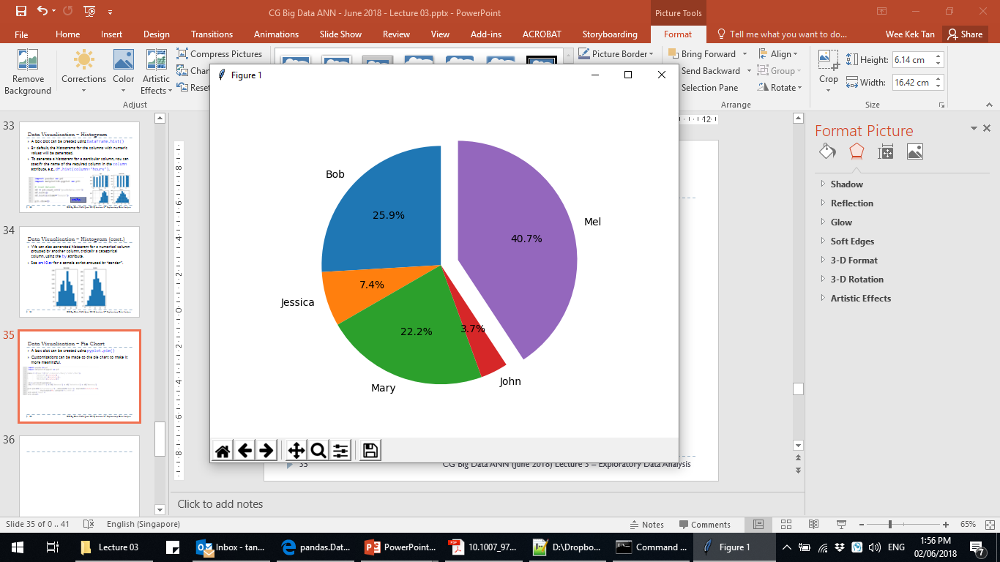 CG Big Data ANN - June 2018 - Lecture 03.pptx - PowerPoint
Picture Tools
File Home Insert Design Transitions Animations Slide Show Review View Add-ins ACROBAT Storyboarding Format Tell me what you want to do... Wee Kek Tan Share
Remove Background
Corrections
Color
Artistic Effects
Compress Pictures
Reset
Adjust
Picture Border
Bring Forward
Send Backward
Selection Pane
Align
Group
Rotate
Arrange
Crop
Height: 6.14 cm
Width: 16.42 cm
Size
Figure 1
Bob
25.9%
Mel
40.7%
Jessica
7.4%
Mary
22.2%
John
3.7%
33
Data Visualisation – Histogram
A box plot can be created using DataFrame.hist()
By default, the histograms for the columns with numeric
values will be generated.
To generate a histogram for a particular column, you can
specify the name of the required column in the column
attribute, e.g., df.hist(column='hours').
34
Data Visualisation – Histogram (cont.)
We can also generated histogram for a numerical column
grouped by another column, typically a categorical
column, using the by attribute.
See src10.py for a sample script grouped by "gender".
35
Data Visualisation – Pie Chart
A box plot can be created using pyplot.pie()
Customisations can be made to the pie chart to make it
more meaningful.
36
12
8
6
4
2
0
2
4
6
8
35 CG Big Data ANN (June 2018) Lecture 3 – Exploratory Data Analysis
Click to add notes
Format Picture
Shadow
Reflection
Glow
Soft Edges
3-D Format
3-D Rotation
Artistic Effects
Slide 35 of 0 .. 41 English (Singapore) Notes Comments 65%
Lecture 03 Inbox - tan... pandas.Dat... PowerPoint... 10.1007_97... D:\Dropbo... Command ... Figure 1 ENG 1:56 PM
02/06/2018
7